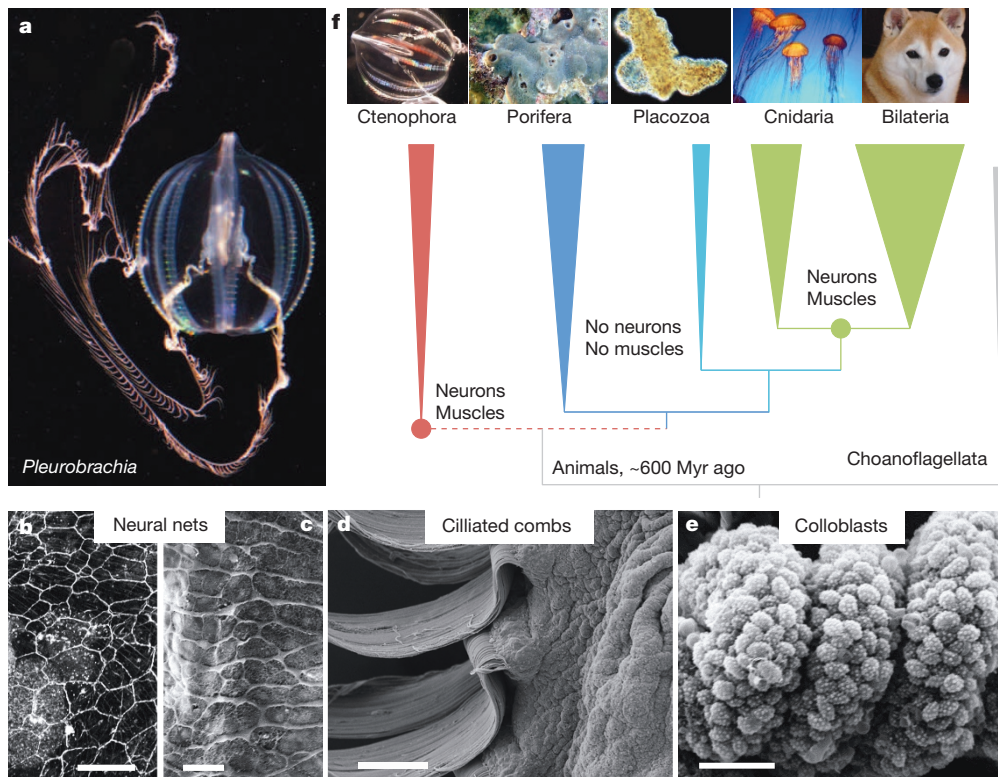 a
Pleurobrachia
f
Ctenophora
Porifera
Placozoa
Cnidaria
Bilateria
Neurons
Muscles
No neurons
No muscles
Neurons
Muscles
Animals, ~600 Myr ago
Choanoflagellata
b
Neural nets
c
d
Cilliated combs
e
Colloblasts